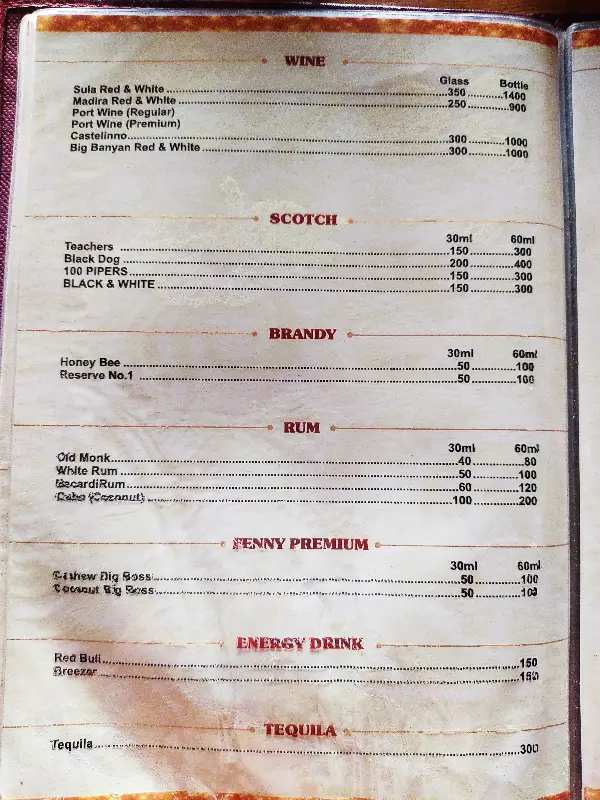 WINE
Glass Bottle
Sula Red & White 350 1400
Madira Red & White 250 900
Port Wine (Regular)
Port Wine (Premium)
Castelinno 300 1000
Big Banyan Red & White 300 1000
SCOTCH
30ml 60ml
Teachers 150 300
Black Dog 200 400
100 PIPERS 150 300
BLACK & WHITE 150 300
BRANDY
30ml 60ml
Honey Bee 50 100
Reserve No.1 50 100
RUM
30ml 60ml
Old Monk 40 80
White Rum 50 100
BacardiRum 60 120
Cabo (Coconut) 100 200
FENNY PREMIUM
30ml 60ml
Cashew Big Boss 50 100
Coconut Big Boss 50 100
ENERGY DRINK
Red Bull 150
Breezer 150
TEQUILA
Tequila 300